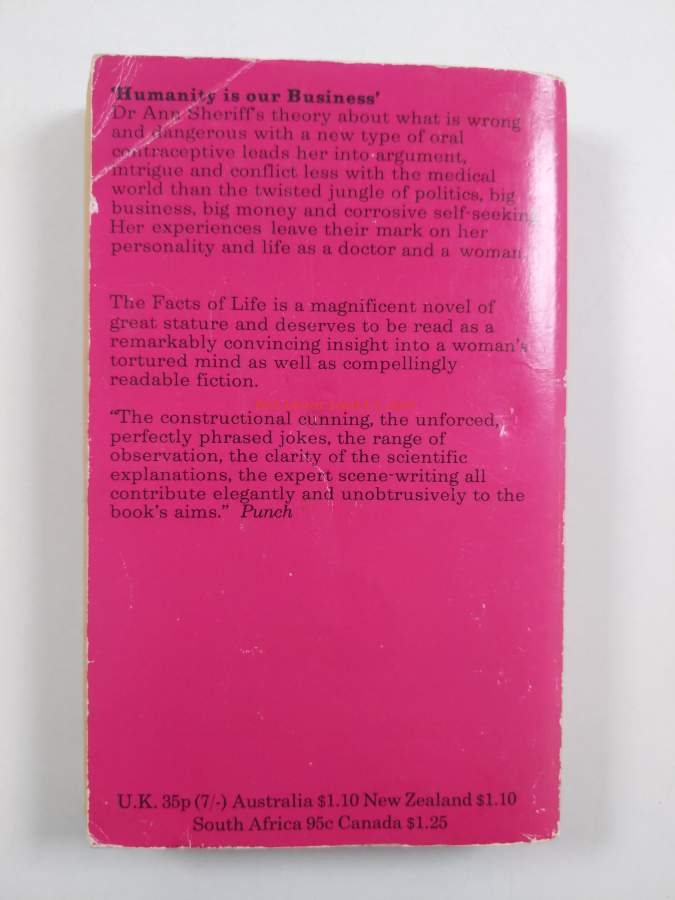 'Humanity is our Business'
Dr Ann Sheriff's theory about what is wrong
and dangerous with a new type of oral
contraceptive leads her into argument,
intrigue and conflict less with the medical
world than the twisted jungle of politics, big
business, big money and corrosive self-seeking.
Her experiences leave their mark on her
personality and life as a doctor and a woman.
The Facts of Life is a magnificent novel of
great stature and deserves to be read as a
remarkably convincing insight into a woman's
tortured mind as well as compellingly
readable fiction.
"The constructional cunning, the unforced,
perfectly phrased jokes, the range of
observation, the clarity of the scientific
explanations, the expert scene-writing all
contribute elegantly and unobtrusively to the
book's aims." Punch
U.K. 35p (7/-) Australia $1.10 New Zealand $1.10
South Africa 95c Canada $1.25